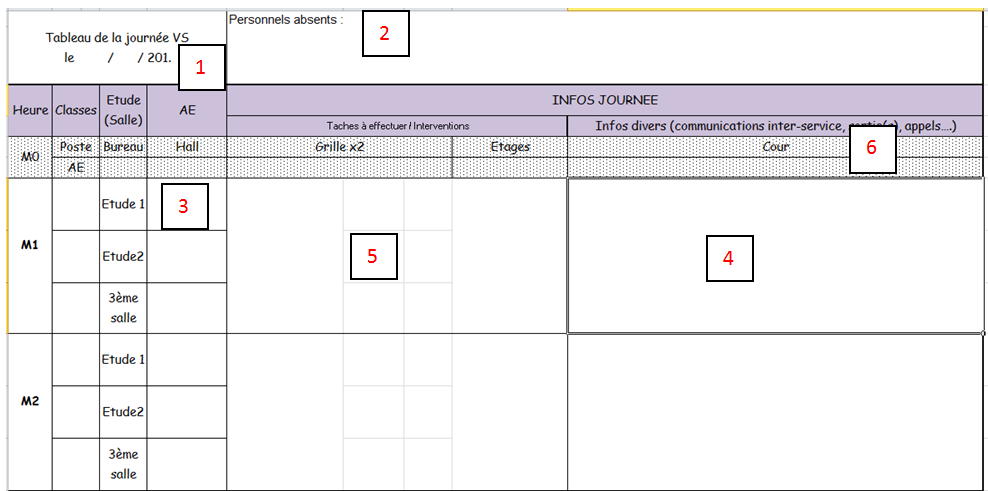 Personnels absents :
2
Tableau de la journée VS
le / / 201.
1
Heure
Classes
Etude
(Salle)
AE
INFOS JOURNEE
Taches à effectuer / Interventions
Infos divers (communications inter-service, appels....)
M0
Poste
Bureau
Hall
Grille x2
Etages
Cour
6
AE
M1
Etude 1
3
Etude2
5
4
3ème
salle
M2
Etude 1
Etude2
3ème
salle